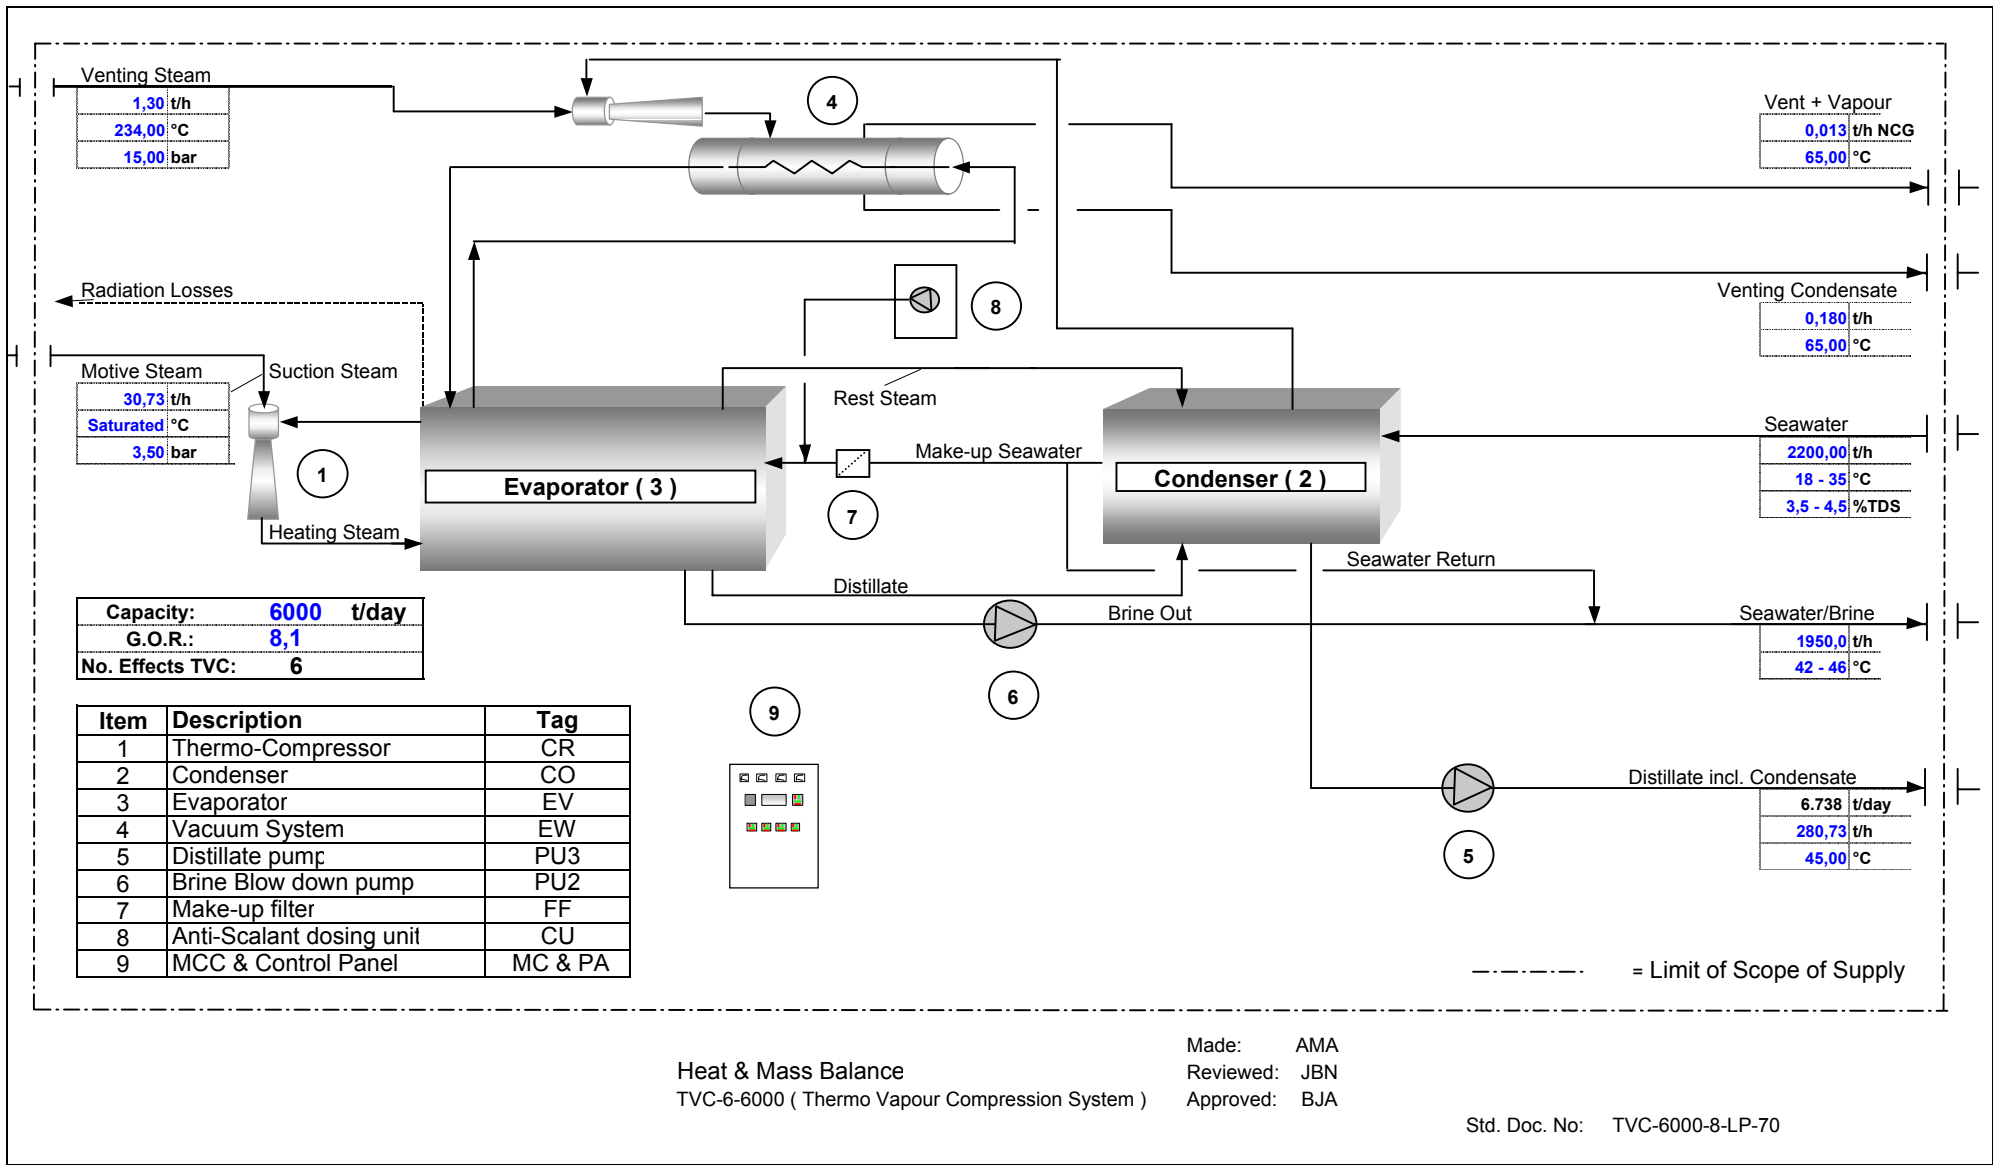 Venting Steam
1,30 t/h
234,00 °C
15,00 bar
4
Vent + Vapour
0,013 t/h NCG
65,00 °C
Radiation Losses
8
Venting Condensate
0,180 t/h
65,00 °C
Motive Steam
30,73 t/h
Saturated °C
3,50 bar
Suction Steam
1
Heating Steam
Rest Steam
Make-up Seawater
Evaporator ( 3 )
7
Condenser ( 2 )
Seawater
2200,00 t/h
18 - 35 °C
3,5 - 4,5 %TDS
Seawater Return
Distillate
Brine Out
6
Seawater/Brine
1950,0 t/h
42 - 46 °C
Capacity: 6000 t/day
G.O.R.: 8,1
No. Effects TVC: 6
Item Description Tag
1 Thermo-Compressor CR
2 Condenser CO
3 Evaporator EV
4 Vacuum System EW
5 Distillate pump PU3
6 Brine Blow down pump PU2
7 Make-up filter FF
8 Anti-Scalant dosing unit CU
9 MCC & Control Panel MC & PA
9
5
Distillate incl. Condensate
6.738 t/day
280,73 t/h
45,00 °C
= Limit of Scope of Supply
Heat & Mass Balance
TVC-6-6000 ( Thermo Vapour Compression System )
Made: AMA
Reviewed: JBN
Approved: BJA
Std. Doc. No: TVC-6000-8-LP-70